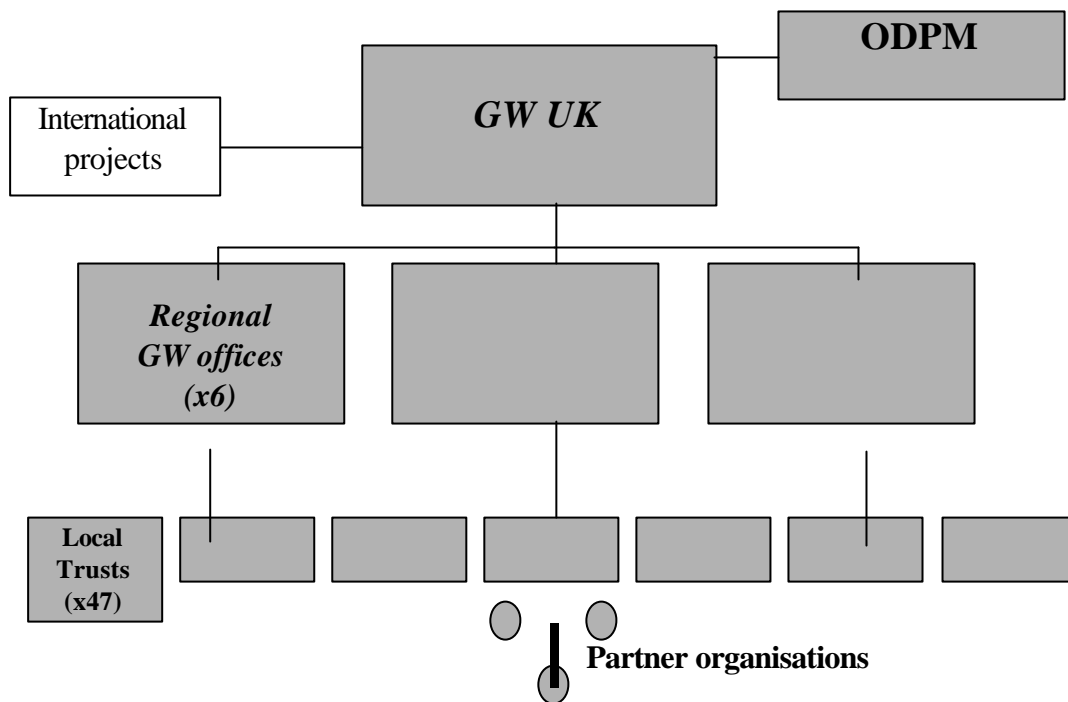 ODPM
GW UK
International
projects
Regional
GW offices
(x6)
Local
Trusts
(x47)
Partner organisations